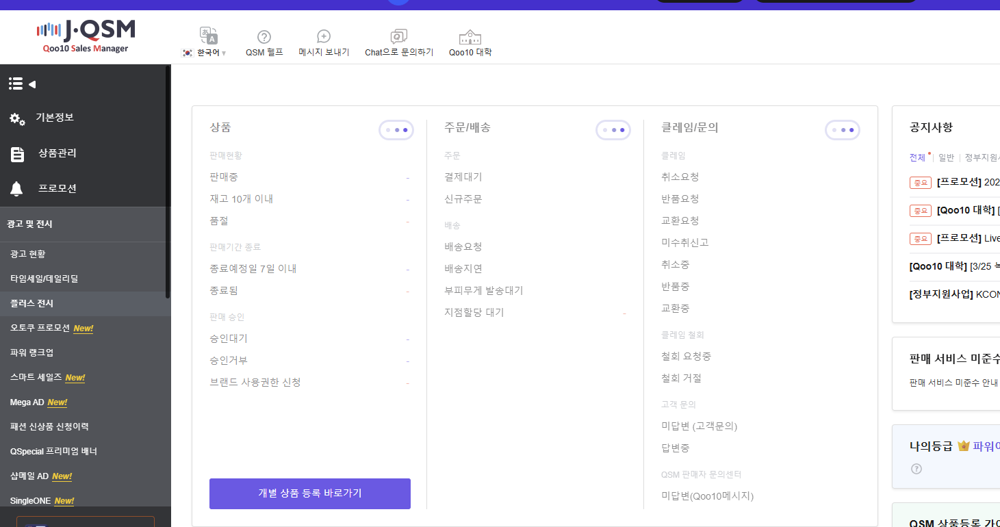 J·QSM
Qoo10 Sales Manager
한국어
QSM 헬프
메시지 보내기
Chat으로 문의하기
Qoo10 대학
기본정보
상품관리
프로모션
광고 및 전시
광고 현황
타임세일/데일리딜
플러스 전시
오토쿠 프로모션 New!
파워 랭크업
스마트 세일즈 New!
Mega AD New!
패션 신상품 신청이력
QSpecial 프리미엄 배너
샵메일 AD New!
SingleONE New!
상품
판매현황
판매중 -
재고 10개 이내 -
품절 -
판매기간 종료
종료예정일 7일 이내 -
종료됨 -
판매 승인
승인대기 -
승인거부 -
브랜드 사용권한 신청 -
개별 상품 등록 바로가기
주문/배송
주문
결제대기
신규주문
배송
배송요청
배송지연
부피무게 발송대기
지점할당 대기 -
클레임/문의
클레임
취소요청
반품요청
교환요청
미수취신고
취소중
반품중
교환중
클레임 철회
철회 요청중
철회 거절
고객 문의
미답변 (고객문의)
답변중
QSM 판매자 문의센터
미답변(Qoo10메시지)
공지사항
전체 | 일반 | 정부지원
중요 [프로모션] 202
중요 [Qoo10 대학] [
중요 [프로모션] Live
[Qoo10 대학] [3/25
[정부지원사업] KCON
판매 서비스 미준수
판매 서비스 미준수 안내
나의등급 파워
QSM 상품등록 가